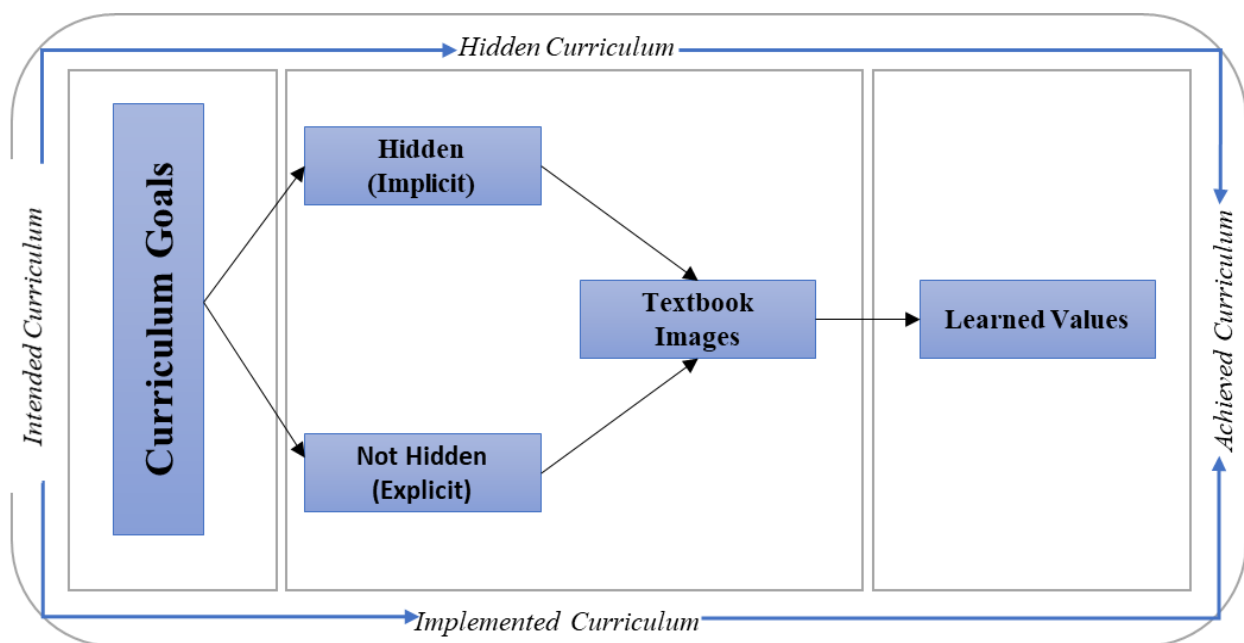 Hidden Curriculum
Intended Curriculum
Curriculum Goals
Hidden
(Implicit)
Not Hidden
(Explicit)
Textbook
Images
Learned Values
Achieved Curriculum
Implemented Curriculum